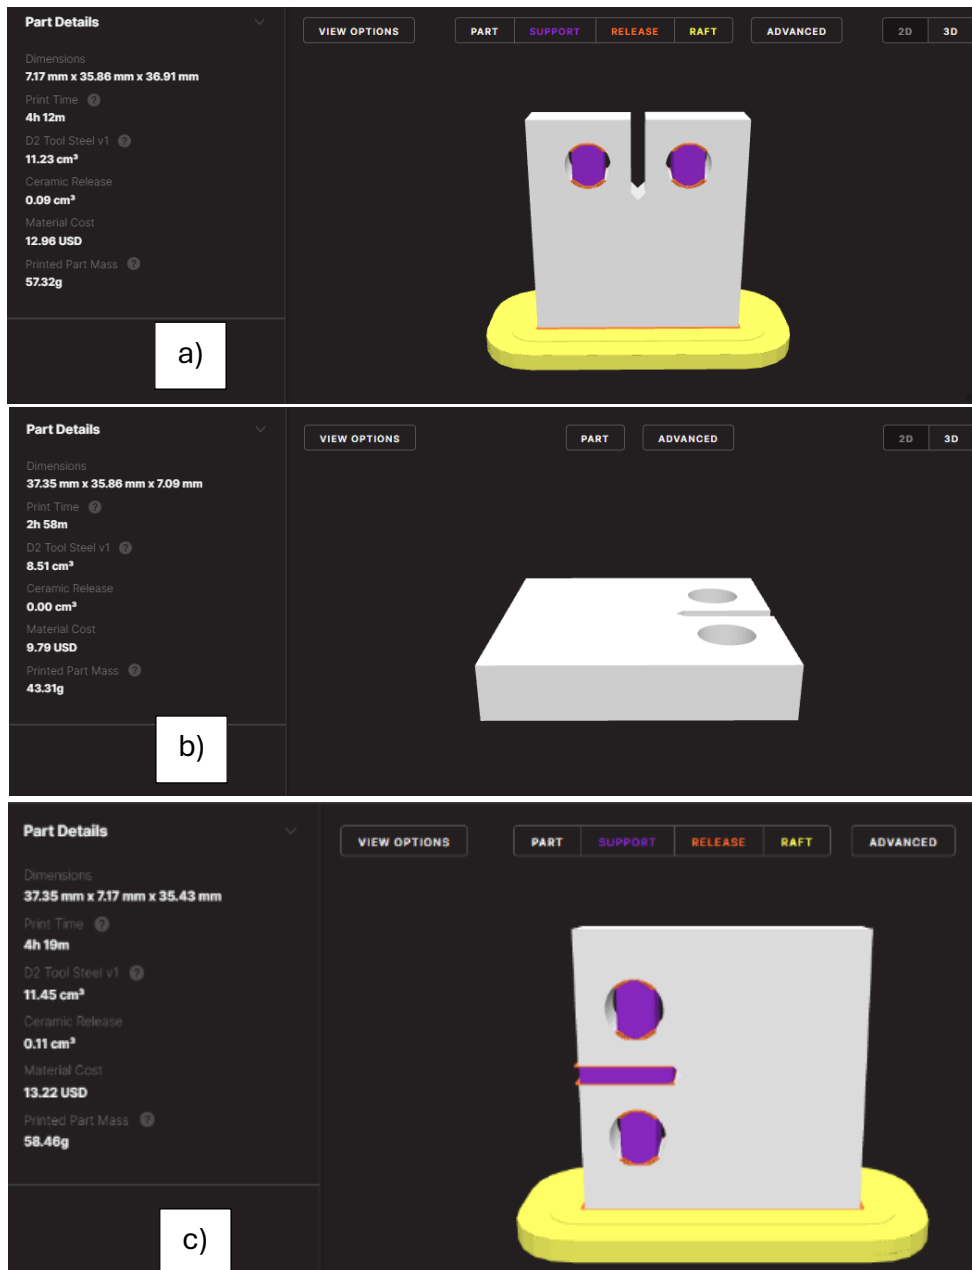 Part Details
VIEW OPTIONS PART SUPPORT RELEASE RAFT ADVANCED 2D 3D
Dimensions
7.17 mm x 35.86 mm x 36.91 mm
Print Time ?
4h 12m
D2 Tool Steel v1 ?
11.23 cm³
Ceramic Release
0.09 cm³
Material Cost
12.96 USD
Printed Part Mass ?
57.32g
a)
Part Details
VIEW OPTIONS PART ADVANCED 2D 3D
Dimensions
37.35 mm x 35.86 mm x 7.09 mm
Print Time ?
2h 58m
D2 Tool Steel v1 ?
8.51 cm³
Ceramic Release
0.00 cm³
Material Cost
9.79 USD
Printed Part Mass ?
43.31g
b)
Part Details
VIEW OPTIONS PART SUPPORT RELEASE RAFT ADVANCED
Dimensions
37.35 mm x 7.17 mm x 35.43 mm
Print Time ?
4h 19m
D2 Tool Steel v1 ?
11.45 cm³
Ceramic Release
0.11 cm³
Material Cost
13.22 USD
Printed Part Mass ?
58.46g
c)